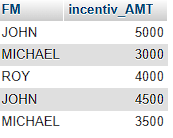 FM incentiv_AMT
JOHN 5000
MICHAEL 3000
ROY 4000
JOHN 4500
MICHAEL 3500